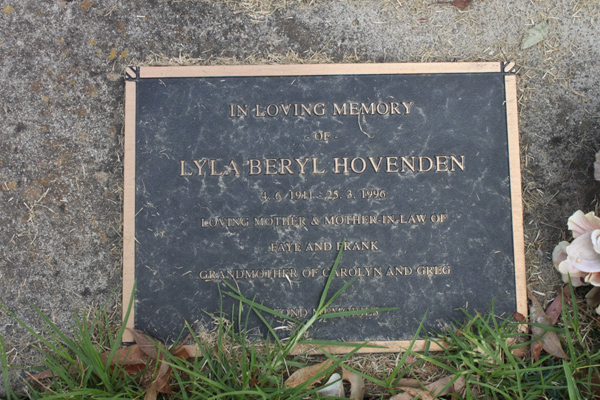 IN LOVING MEMORY
OF
LYLA BERYL HOVENDEN
4. 6. 1911 - 25. 3. 1996
LOVING MOTHER & MOTHER-IN-LAW OF
FAYE AND FRANK
GRANDMOTHER OF CAROLYN AND GREG